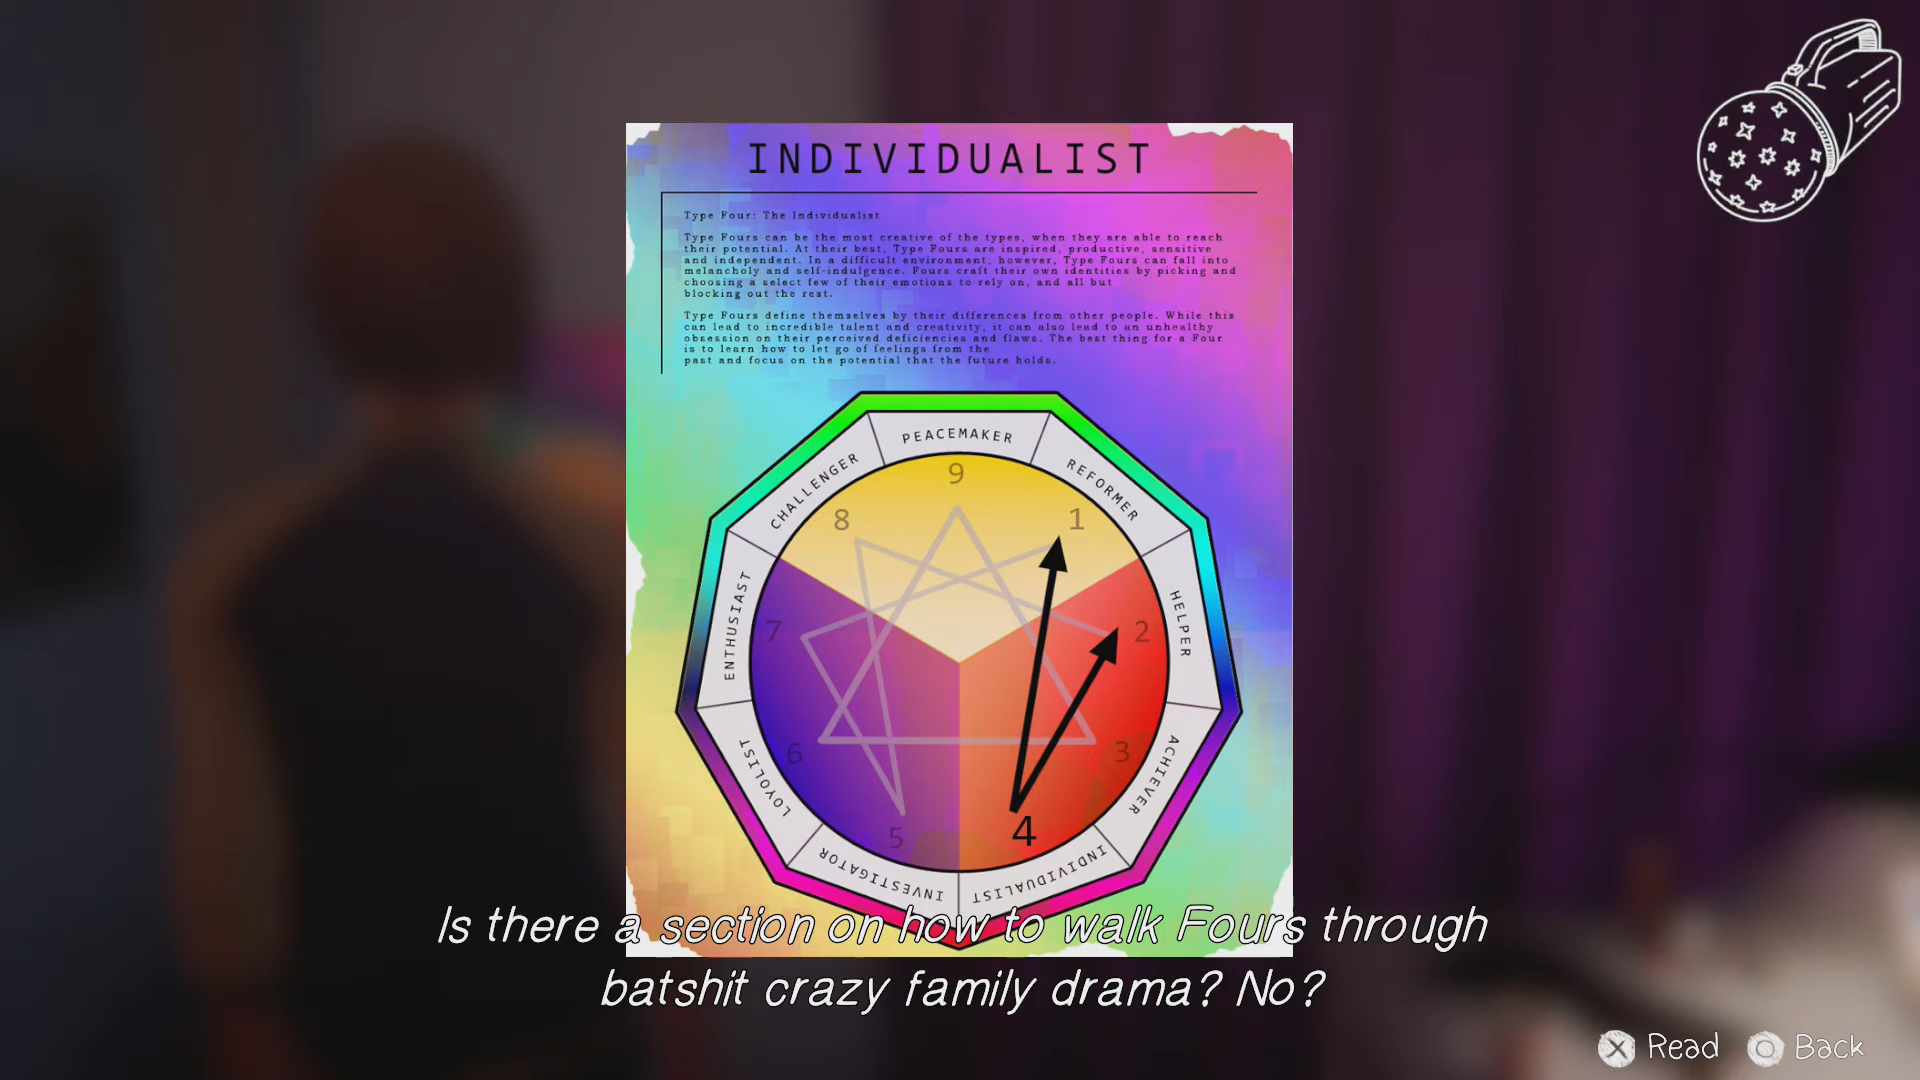 INDIVIDUALIST
Type Four: The Individualist
Type Fours can be the most creative of the types, when they are able to reach
their potential. At their best, Type Fours are inspired, productive, sensitive
and independent. In a difficult environment, however, Type Fours can fall into
melancholy and self-indulgence. Fours craft their own identities by picking and
choosing a select few of their emotions to rely on, and all but
blocking out the rest.
Type Fours define themselves by their differences from other people. While this
can lead to incredible talent and creativity, it can also lead to an unhealthy
obsession on their perceived deficiencies and flaws. The best thing for a Four
is to learn how to let go of feelings from the
past and focus on the potential that the future holds.
PEACEMAKER
REFORMER
HELPER
ACHIEVER
INDIVIDUALIST
INVESTIGATOR
LOYOLIST
ENTHUSIAST
CHALLENGER
9
1
2
3
4
5
6
7
8
Is there a section on how to walk Fours through
batshit crazy family drama? No?
Read
Back